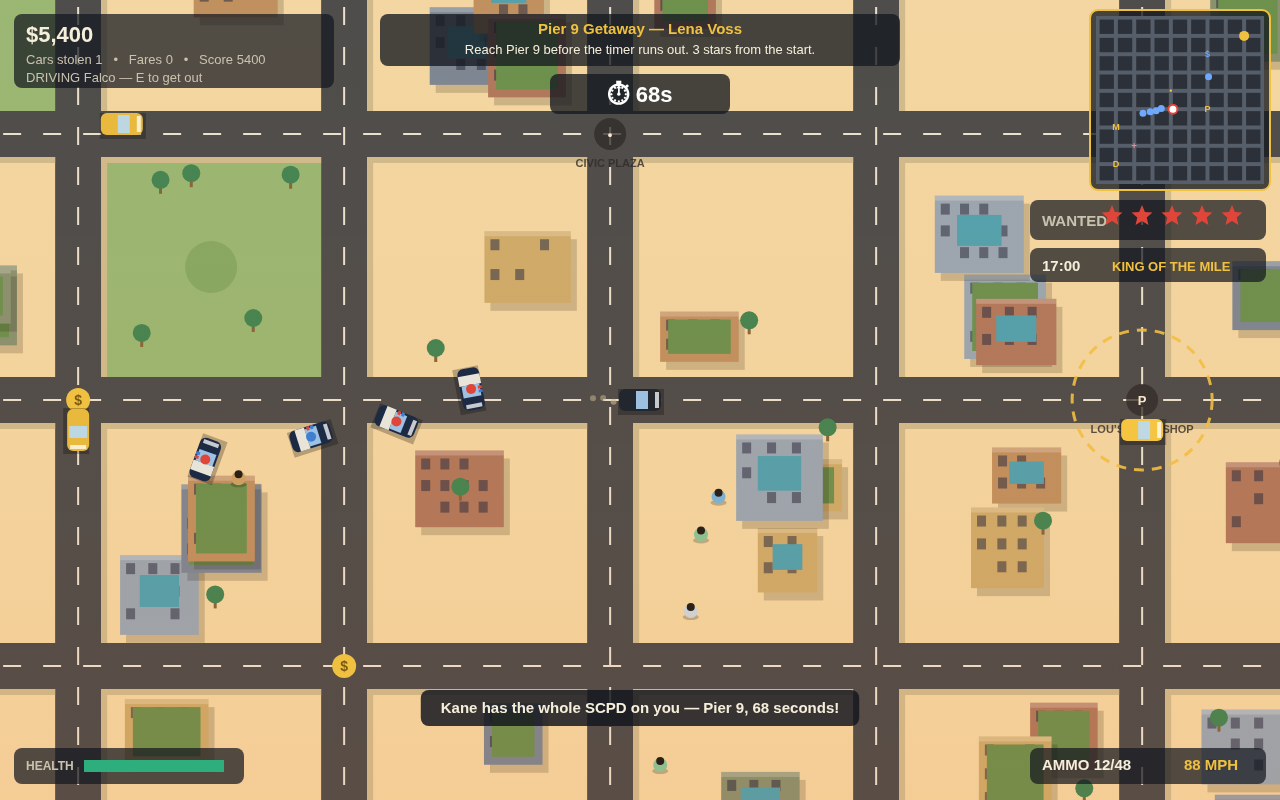 $5,400
Cars stolen 1 • Fares 0 • Score 5400
DRIVING Falco — E to get out
Pier 9 Getaway — Lena Voss
Reach Pier 9 before the timer runs out. 3 stars from the start.
68s
S
P
M
D
WANTED
17:00 KING OF THE MILE
CIVIC PLAZA
$
P
LOU'S SHOP
$
Kane has the whole SCPD on you — Pier 9, 68 seconds!
HEALTH
AMMO 12/48 88 MPH